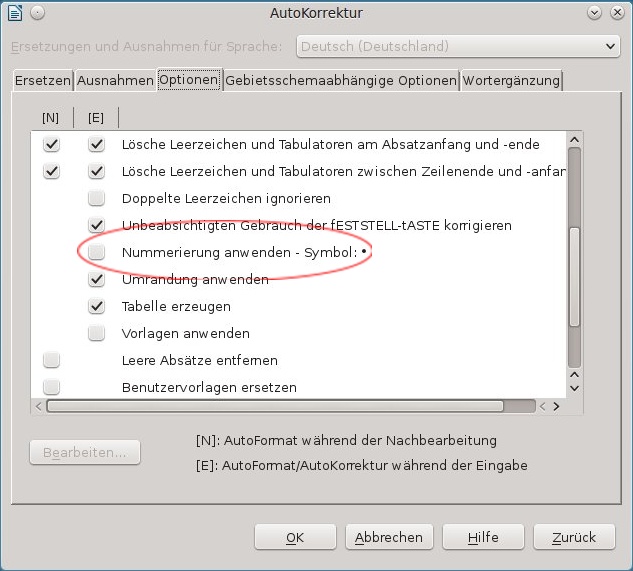 AutoKorrektur
Ersetzungen und Ausnahmen für Sprache: Deutsch (Deutschland)
Ersetzen Ausnahmen Optionen Gebietsschemaabhängige Optionen Wortergänzung
[N] [E]
Lösche Leerzeichen und Tabulatoren am Absatzanfang und -ende
Lösche Leerzeichen und Tabulatoren zwischen Zeilenende und -anfan
Doppelte Leerzeichen ignorieren
Unbeabsichtigten Gebrauch der fESTSTELL-tASTE korrigieren
Nummerierung anwenden - Symbol: •
Umrandung anwenden
Tabelle erzeugen
Vorlagen anwenden
Leere Absätze entfernen
Benutzervorlagen ersetzen
Bearbeiten...
[N]: AutoFormat während der Nachbearbeitung
[E]: AutoFormat/AutoKorrektur während der Eingabe
OK Abbrechen Hilfe Zurück